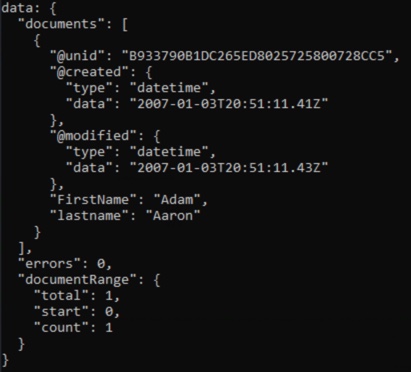 data: {
  "documents": [
    {
      "@unid": "B933790B1DC265ED8025725800728CC5",
      "@created": {
        "type": "datetime",
        "data": "2007-01-03T20:51:11.41Z"
      },
      "@modified": {
        "type": "datetime",
        "data": "2007-01-03T20:51:11.43Z"
      },
      "FirstName": "Adam",
      "lastname": "Aaron"
    }
  ],
  "errors": 0,
  "documentRange": {
    "total": 1,
    "start": 0,
    "count": 1
  }
}